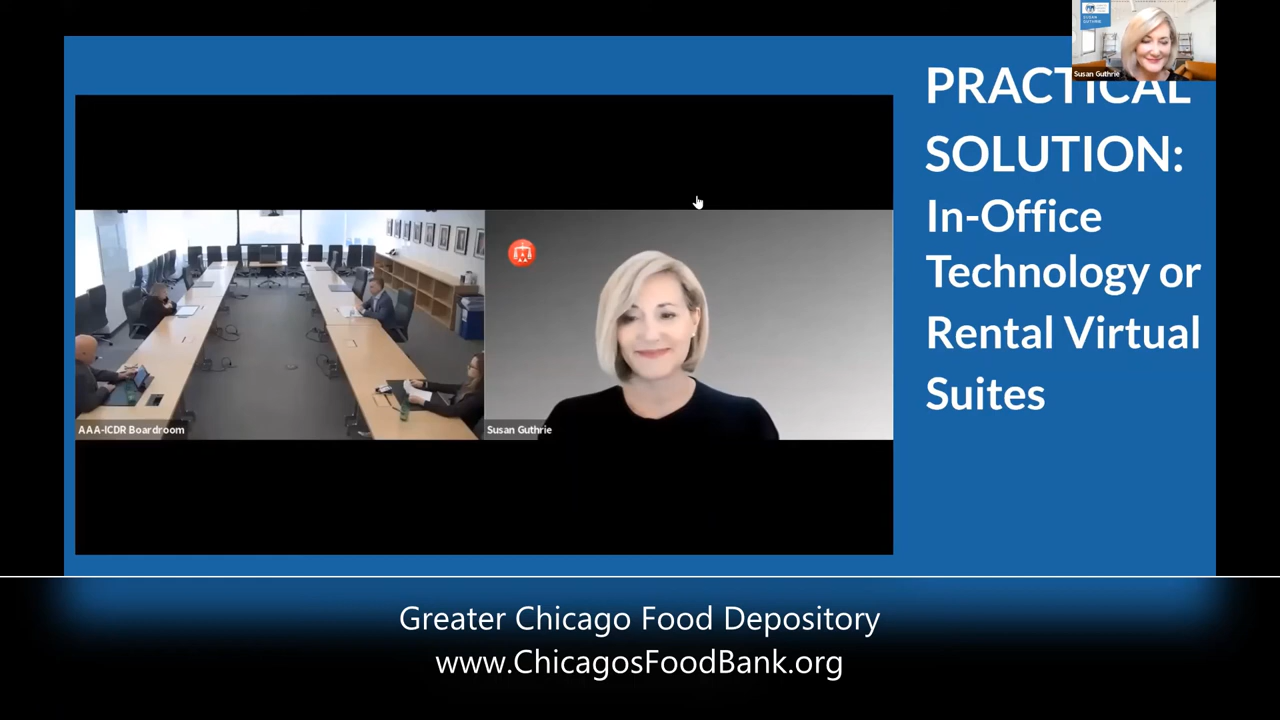 PRACTICAL
SOLUTION:
In-Office
Technology or
Rental Virtual
Suites
Susan Guthrie
AAA-ICDR Boardroom
Susan Guthrie
Greater Chicago Food Depository
www.ChicagosFoodBank.org